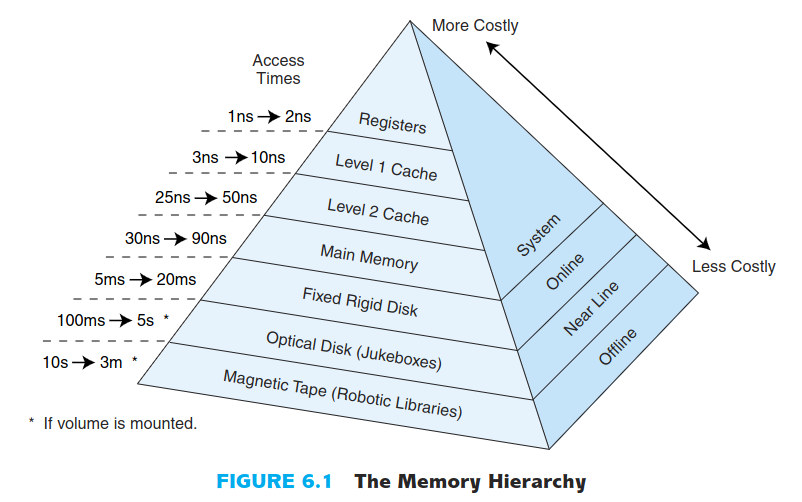 More Costly
Access
Times
1ns → 2ns
Registers
3ns → 10ns
Level 1 Cache
25ns → 50ns
Level 2 Cache
System
30ns → 90ns
Main Memory
Online
Less Costly
5ms → 20ms
Fixed Rigid Disk
Near Line
100ms → 5s *
Optical Disk (Jukeboxes)
Offline
10s → 3m *
Magnetic Tape (Robotic Libraries)
* If volume is mounted.
FIGURE 6.1 The Memory Hierarchy